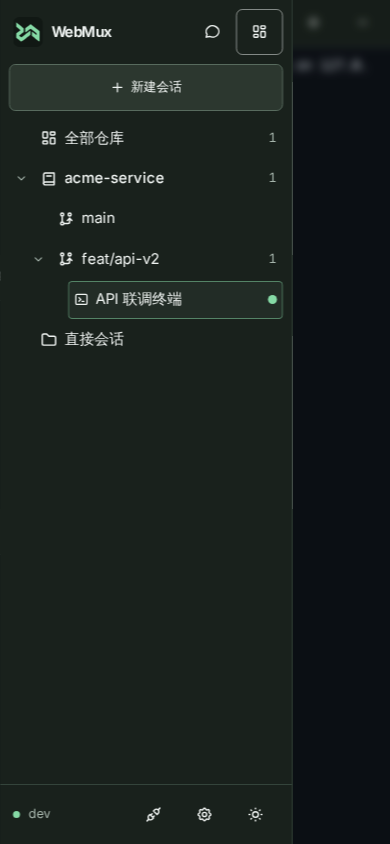 WebMux
+ 新建会话
全部仓库 1
acme-service 1
main
feat/api-v2 1
API 联调终端
直接会话
dev